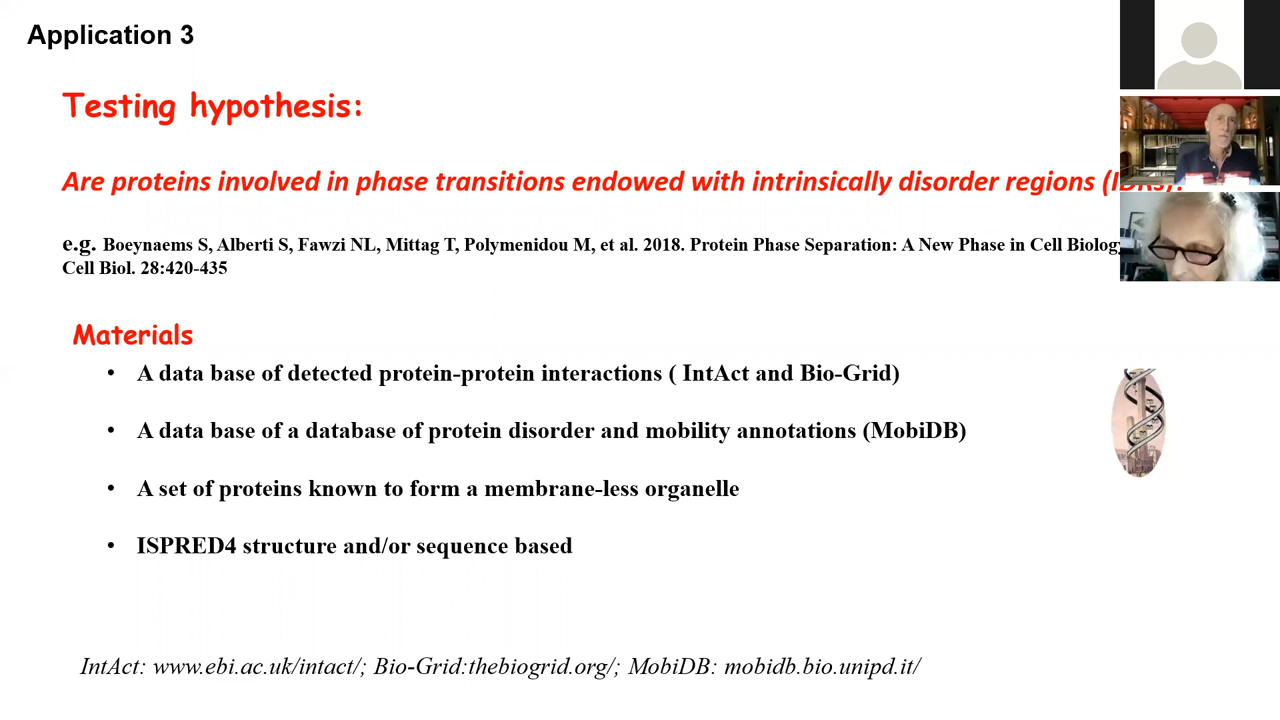 Application 3
Testing hypothesis:
Are proteins involved in phase transitions endowed with intrinsically disorder regions (IDRs).
e.g. Boeynaems S, Alberti S, Fawzi NL, Mittag T, Polymenidou M, et al. 2018. Protein Phase Separation: A New Phase in Cell Biology
Cell Biol. 28:420-435
Materials
• A data base of detected protein-protein interactions ( IntAct and Bio-Grid)
• A data base of a database of protein disorder and mobility annotations (MobiDB)
• A set of proteins known to form a membrane-less organelle
• ISPRED4 structure and/or sequence based
IntAct: www.ebi.ac.uk/intact/; Bio-Grid:thebiogrid.org/; MobiDB: mobidb.bio.unipd.it/